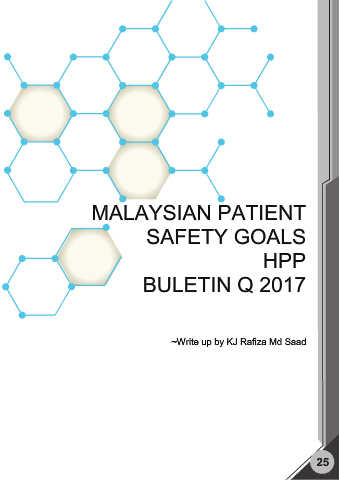 MALAYSIAN PATIENT
SAFETY GOALS
HPP
BULETIN Q 2017
~Write up by KJ Rafiza Md Saad
25